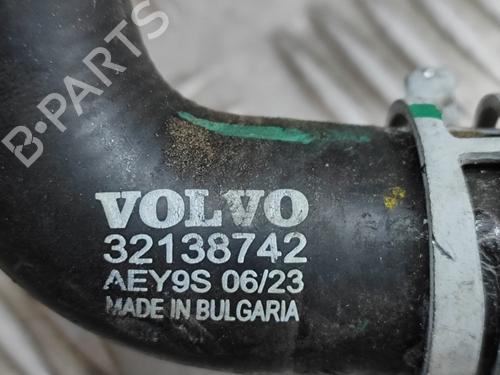 B-PARTS
VOLVO
32138742
AEY9S 06/23
MADE IN BULGARIA